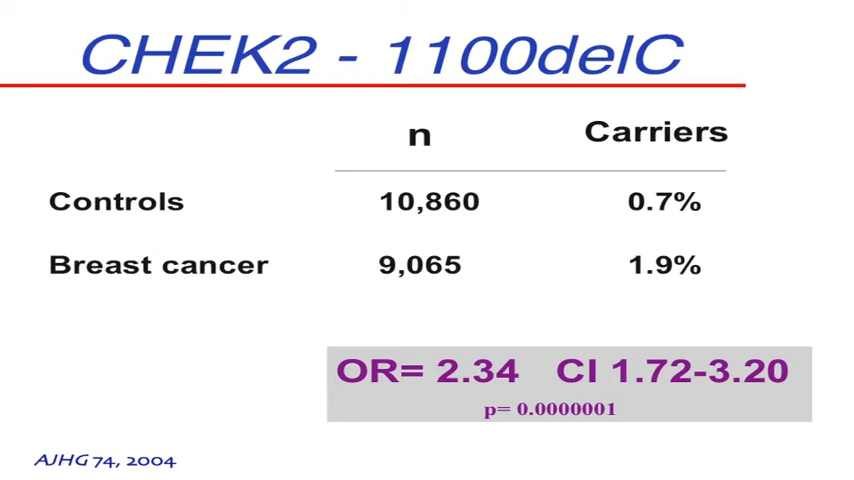 CHEK2 - 1100delC
n Carriers
Controls 10,860 0.7%
Breast cancer 9,065 1.9%
OR= 2.34 CI 1.72-3.20
p= 0.0000001
AJHG 74, 2004